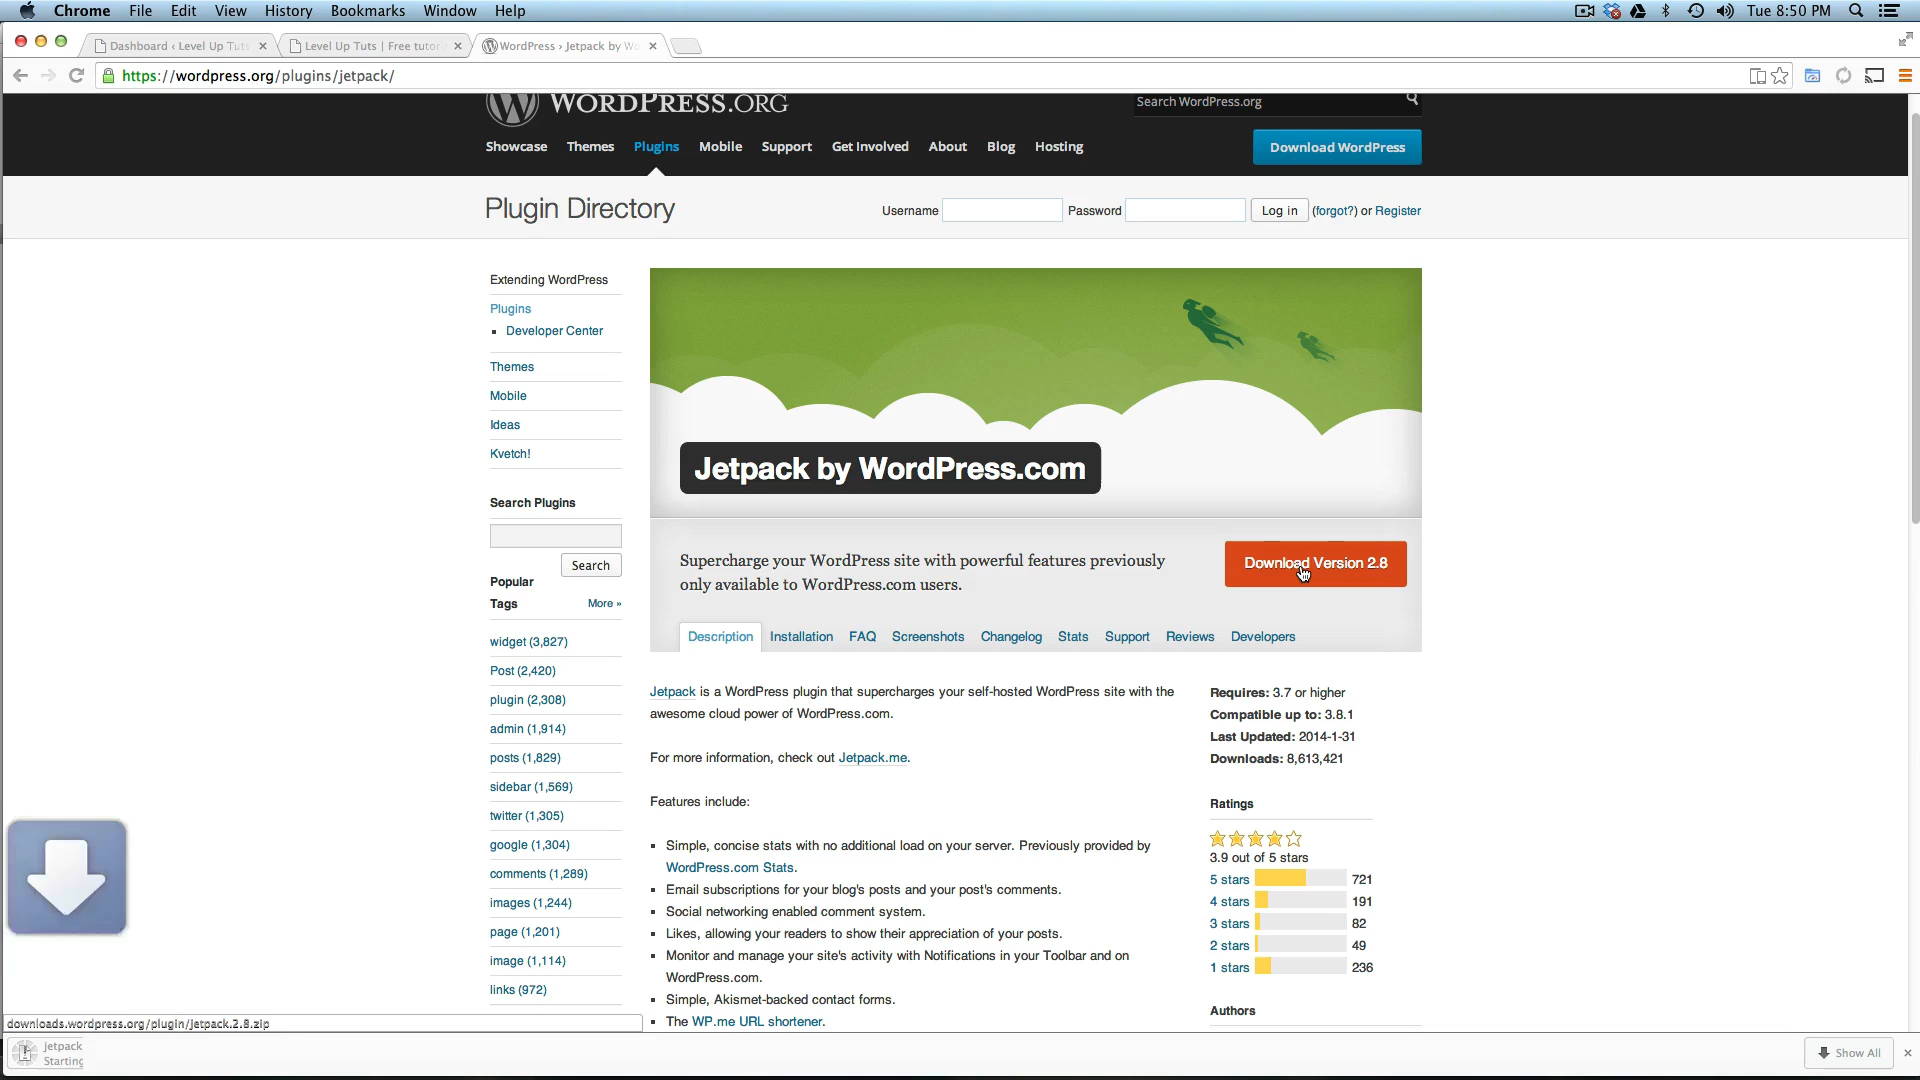 Chrome File Edit View History Bookmarks Window Help
Tue 8:50 PM
Dashboard ‹ Level Up Tuts
Level Up Tuts | Free tutor
WordPress › Jetpack by Wo
https://wordpress.org/plugins/jetpack/
WORDPRESS.ORG
Search WordPress.org
Showcase Themes Plugins Mobile Support Get Involved About Blog Hosting
Download WordPress
Plugin Directory
Username
Password
Log in
(forgot?) or Register
Extending WordPress
Plugins
Developer Center
Themes
Mobile
Ideas
Kvetch!
Search Plugins
Search
Popular
Tags
More »
widget (3,827)
Post (2,420)
plugin (2,308)
admin (1,914)
posts (1,829)
sidebar (1,569)
twitter (1,305)
google (1,304)
comments (1,289)
images (1,244)
page (1,201)
image (1,114)
links (972)
Jetpack by WordPress.com
Supercharge your WordPress site with powerful features previously
only available to WordPress.com users.
Download Version 2.8
Description Installation FAQ Screenshots Changelog Stats Support Reviews Developers
Jetpack is a WordPress plugin that supercharges your self-hosted WordPress site with the
awesome cloud power of WordPress.com.
For more information, check out Jetpack.me.
Features include:
Simple, concise stats with no additional load on your server. Previously provided by
WordPress.com Stats.
Email subscriptions for your blog's posts and your post's comments.
Social networking enabled comment system.
Likes, allowing your readers to show their appreciation of your posts.
Monitor and manage your site's activity with Notifications in your Toolbar and on
WordPress.com.
Simple, Akismet-backed contact forms.
The WP.me URL shortener.
Requires: 3.7 or higher
Compatible up to: 3.8.1
Last Updated: 2014-1-31
Downloads: 8,613,421
Ratings
3.9 out of 5 stars
5 stars 721
4 stars 191
3 stars 82
2 stars 49
1 stars 236
Authors
downloads.wordpress.org/plugin/jetpack.2.8.zip
jetpack
Starting
Show All